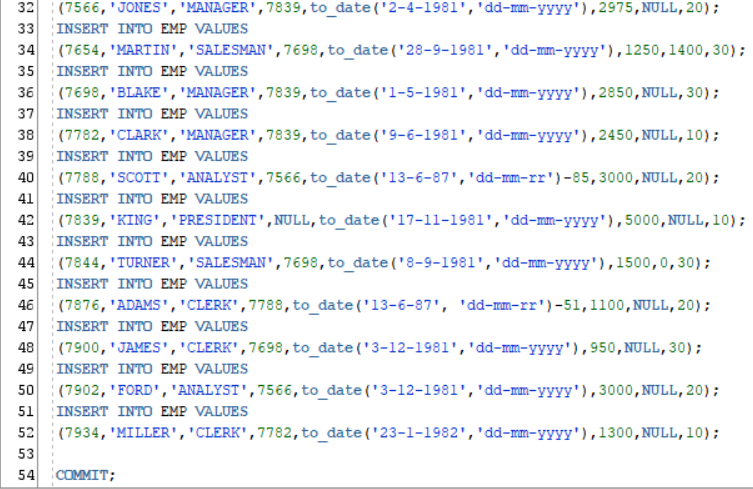 32 (7566,'JONES','MANAGER',7839,to_date('2-4-1981','dd-mm-yyyy'),2975,NULL,20);
33 INSERT INTO EMP VALUES
34 (7654,'MARTIN','SALESMAN',7698,to_date('28-9-1981','dd-mm-yyyy'),1250,1400,30);
35 INSERT INTO EMP VALUES
36 (7698,'BLAKE','MANAGER',7839,to_date('1-5-1981','dd-mm-yyyy'),2850,NULL,30);
37 INSERT INTO EMP VALUES
38 (7782,'CLARK','MANAGER',7839,to_date('9-6-1981','dd-mm-yyyy'),2450,NULL,10);
39 INSERT INTO EMP VALUES
40 (7788,'SCOTT','ANALYST',7566,to_date('13-6-87','dd-mm-rr')-85,3000,NULL,20);
41 INSERT INTO EMP VALUES
42 (7839,'KING','PRESIDENT',NULL,to_date('17-11-1981','dd-mm-yyyy'),5000,NULL,10);
43 INSERT INTO EMP VALUES
44 (7844,'TURNER','SALESMAN',7698,to_date('8-9-1981','dd-mm-yyyy'),1500,0,30);
45 INSERT INTO EMP VALUES
46 (7876,'ADAMS','CLERK',7788,to_date('13-6-87', 'dd-mm-rr')-51,1100,NULL,20);
47 INSERT INTO EMP VALUES
48 (7900,'JAMES','CLERK',7698,to_date('3-12-1981','dd-mm-yyyy'),950,NULL,30);
49 INSERT INTO EMP VALUES
50 (7902,'FORD','ANALYST',7566,to_date('3-12-1981','dd-mm-yyyy'),3000,NULL,20);
51 INSERT INTO EMP VALUES
52 (7934,'MILLER','CLERK',7782,to_date('23-1-1982','dd-mm-yyyy'),1300,NULL,10);
53
54 COMMIT;